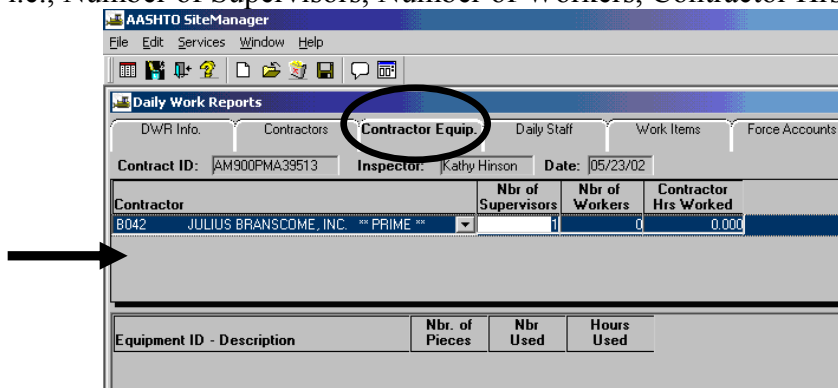 i.e., Number of Supervisors, Number of Workers, Contractor Hrs
AASHTO SiteManager
File Edit Services Window Help
Daily Work Reports
DWR Info. Contractors Contractor Equip. Daily Staff Work Items Force Accounts
Contract ID: AM900PMA39513 Inspector: Kathy Hinson Date: 05/23/02
Contractor Nbr of Supervisors Nbr of Workers Contractor Hrs Worked
B042 JULIUS BRANSCOME, INC. ** PRIME ** 1 0 0.000
Equipment ID - Description Nbr. of Pieces Nbr Used Hours Used